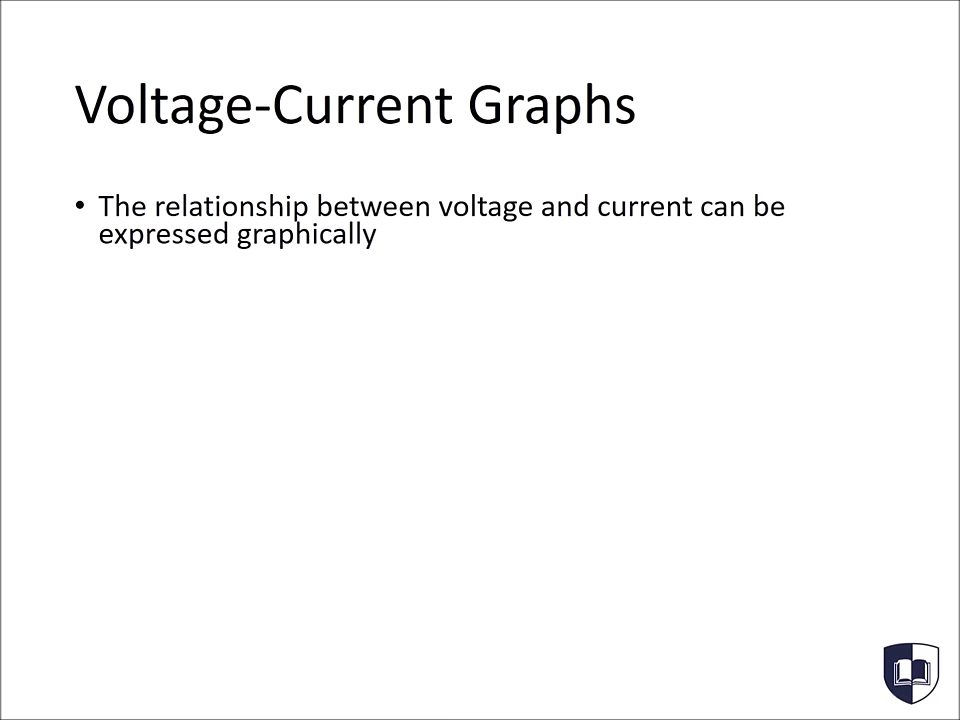 Voltage-Current Graphs
• The relationship between voltage and current can be
expressed graphically